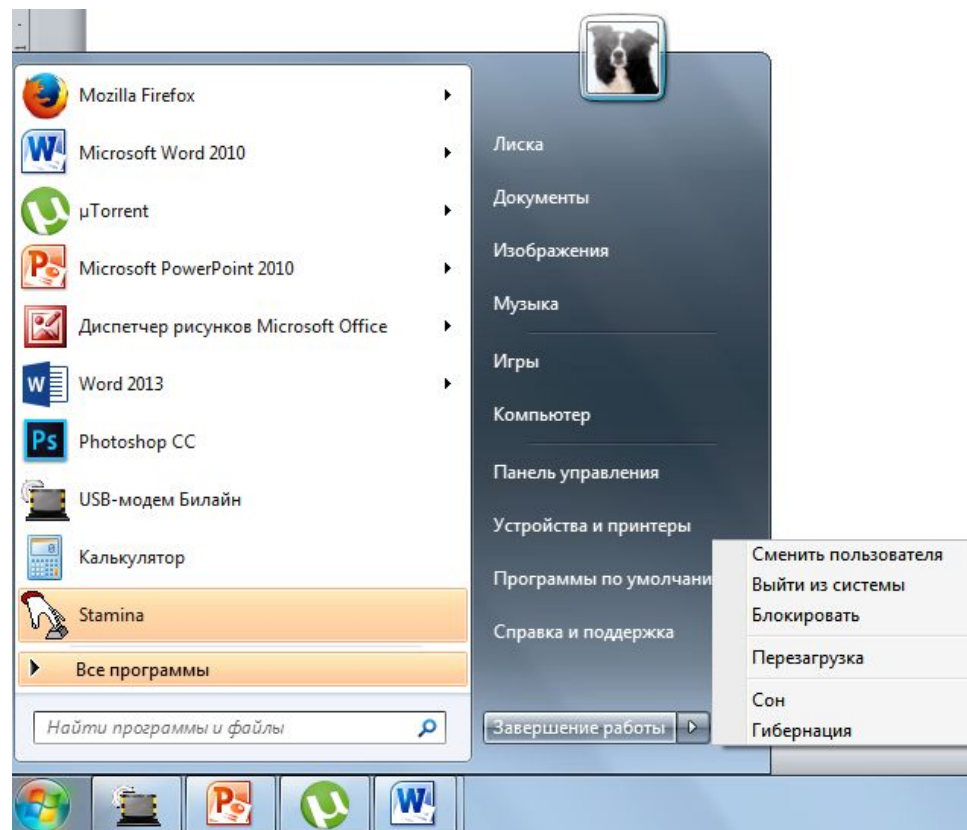 Mozilla Firefox
Microsoft Word 2010
µTorrent
Microsoft PowerPoint 2010
Диспетчер рисунков Microsoft Office
Word 2013
Ps Photoshop CC
USB-модем Билайн
Калькулятор
Stamina
Все программы
Найти программы и файлы
Лиска
Документы
Изображения
Музыка
Игры
Компьютер
Панель управления
Устройства и принтеры
Программы по умолчани
Справка и поддержка
Завершение работы
Сменить пользователя
Выйти из системы
Блокировать
Перезагрузка
Сон
Гибернация